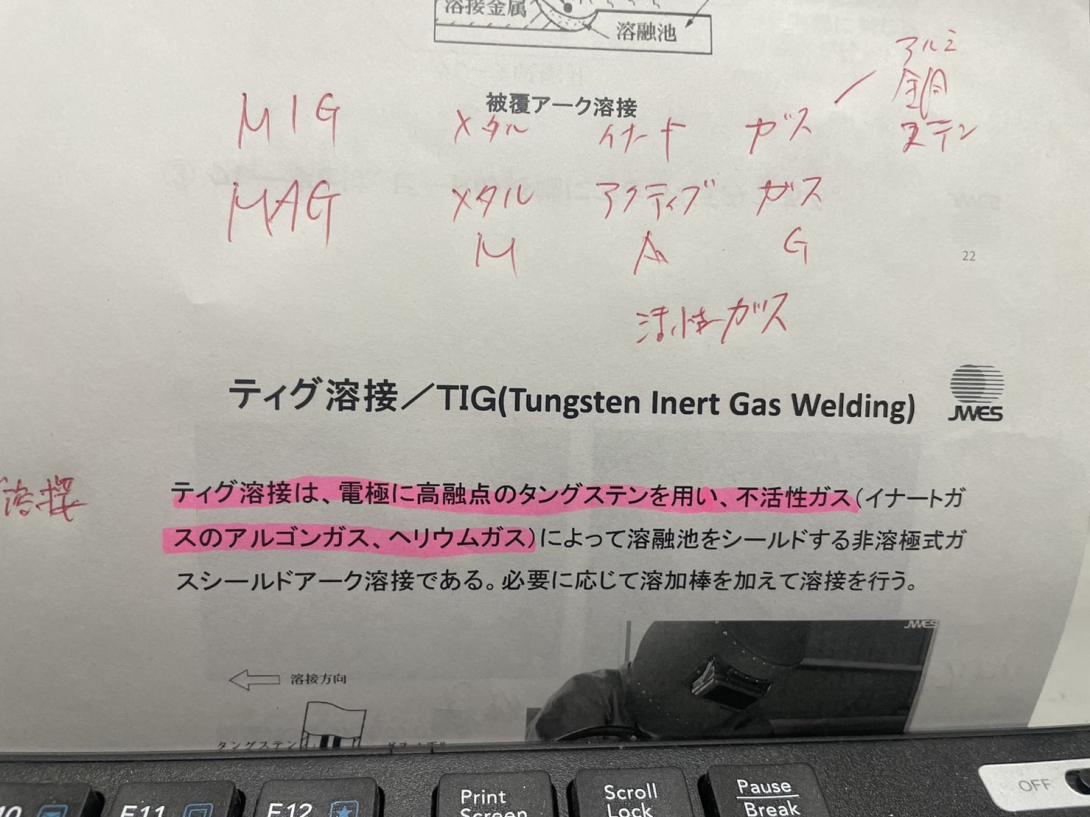 溶接金属
溶融池
被覆アーク溶接
アルミ
銅
ステン
MIG メタル イナート ガス
MAG メタル アクティブ ガス
M A G
活性ガス
22
ティグ溶接／TIG(Tungsten Inert Gas Welding)
JWES
溶接
ティグ溶接は、電極に高融点のタングステンを用い、不活性ガス(イナートガ
スのアルゴンガス、ヘリウムガス)によって溶融池をシールドする非溶極式ガ
スシールドアーク溶接である。必要に応じて溶加棒を加えて溶接を行う。
JWES
溶接方向
タングステン
F11
F12
Print
Screen
Scroll
Lock
Pause
Break
OFF